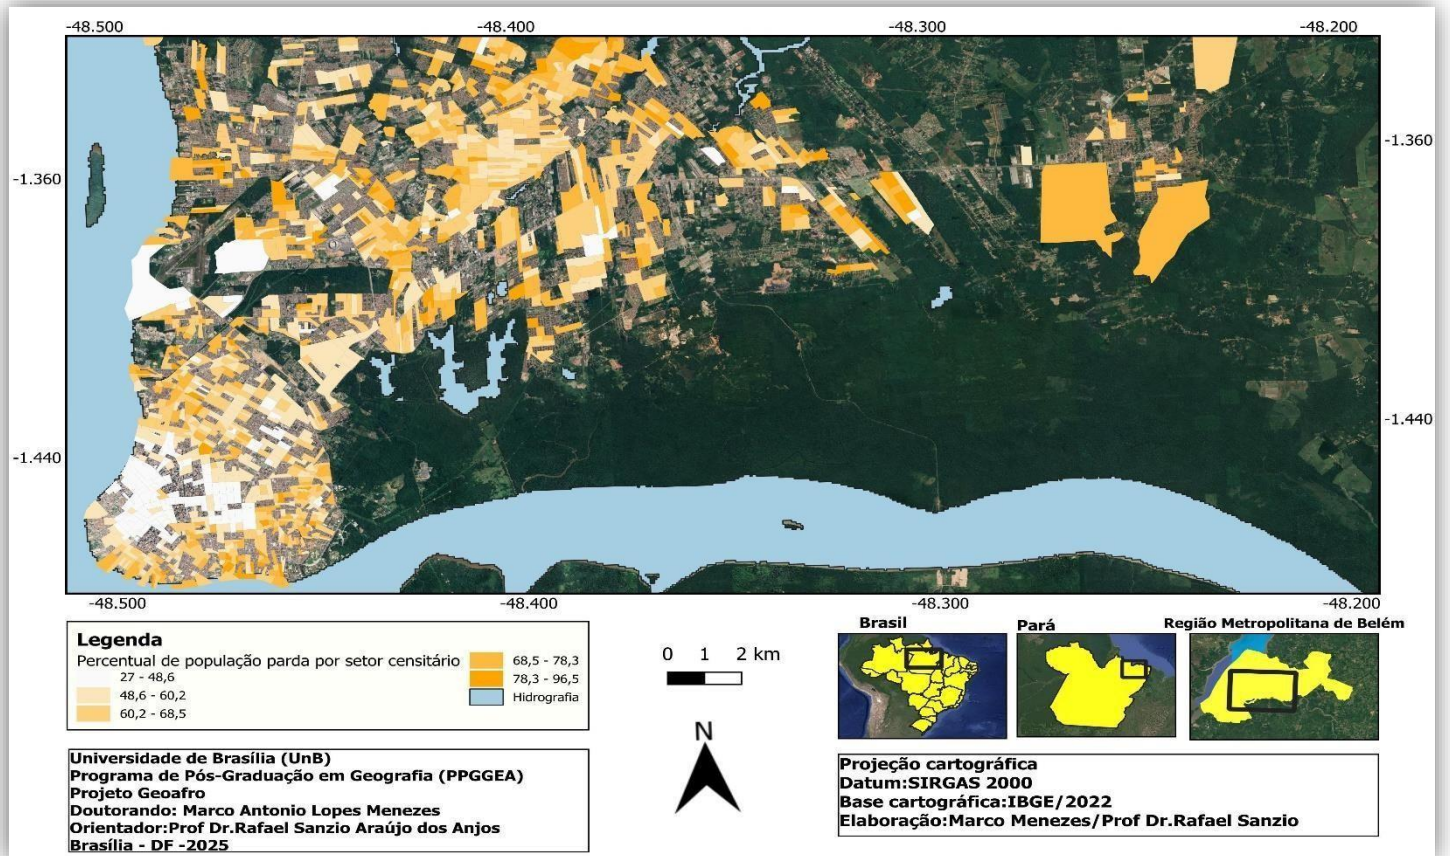 -48.500 -48.400 -48.300 -48.200
-1.360 -1.360
-1.440 -1.440
-48.500 -48.400 -48.300 -48.200
Legenda
Percentual de população parda por setor censitário
27 - 48,6
48,6 - 60,2
60,2 - 68,5
68,5 - 78,3
78,3 - 96,5
Hidrografia
0 1 2 km
N
Brasil
Pará
Região Metropolitana de Belém
Universidade de Brasília (UnB)
Programa de Pós-Graduação em Geografia (PPGGEA)
Projeto Geoafro
Doutorando: Marco Antonio Lopes Menezes
Orientador:Prof Dr.Rafael Sanzio Araújo dos Anjos
Brasília - DF -2025
Projeção cartográfica
Datum:SIRGAS 2000
Base cartográfica:IBGE/2022
Elaboração:Marco Menezes/Prof Dr.Rafael Sanzio